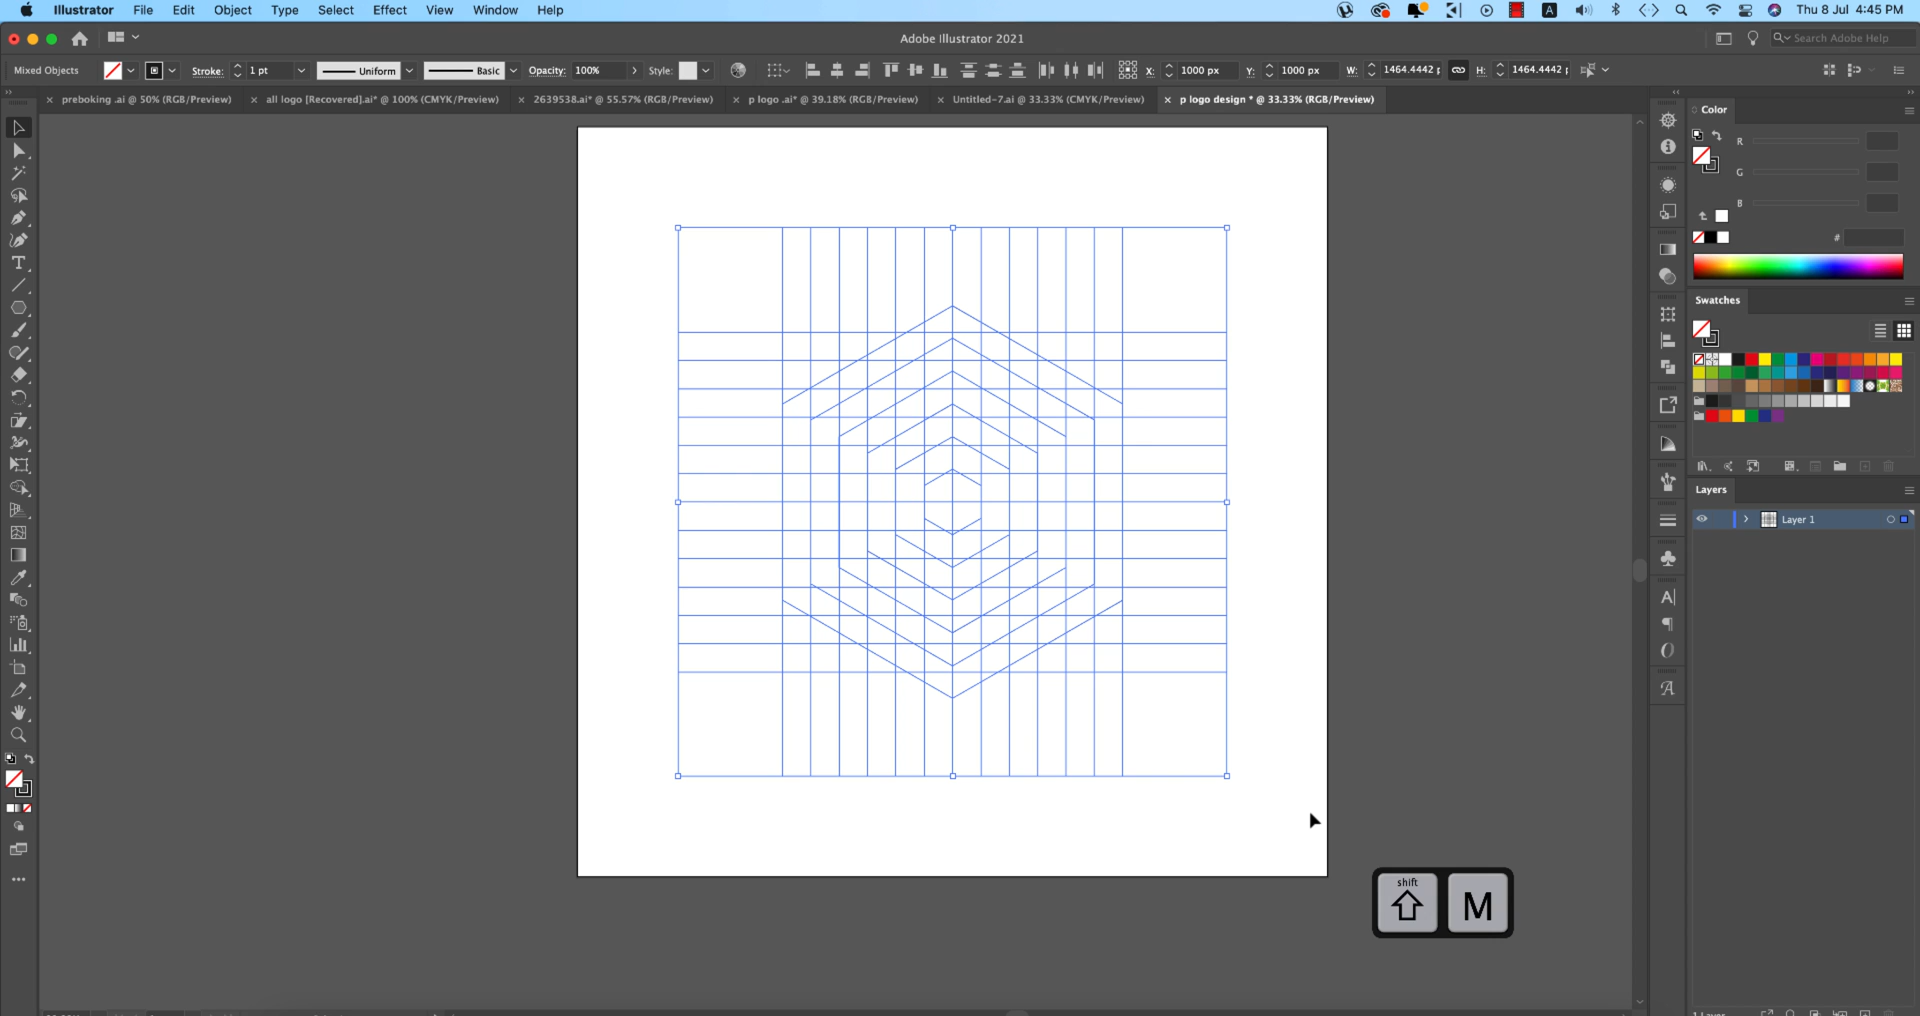 Illustrator File Edit Object Type Select Effect View Window Help
A
Thu 8 Jul 4:45 PM
Adobe Illustrator 2021
Search Adobe Help
Mixed Objects
Stroke: 1 pt
Uniform
Basic
Opacity: 100%
Style:
X: 1000 px
Y: 1000 px
W: 1464.4442 p
H: 1464.4442 p
× preboking .ai @ 50% (RGB/Preview)
× all logo [Recovered].ai* @ 100% (CMYK/Preview)
× 2639538.ai* @ 55.57% (RGB/Preview)
× p logo .ai* @ 39.18% (RGB/Preview)
× Untitled-7.ai @ 33.33% (CMYK/Preview)
× p logo design * @ 33.33% (RGB/Preview)
Color
R
G
B
#
Swatches
Layers
Layer 1
shift
M